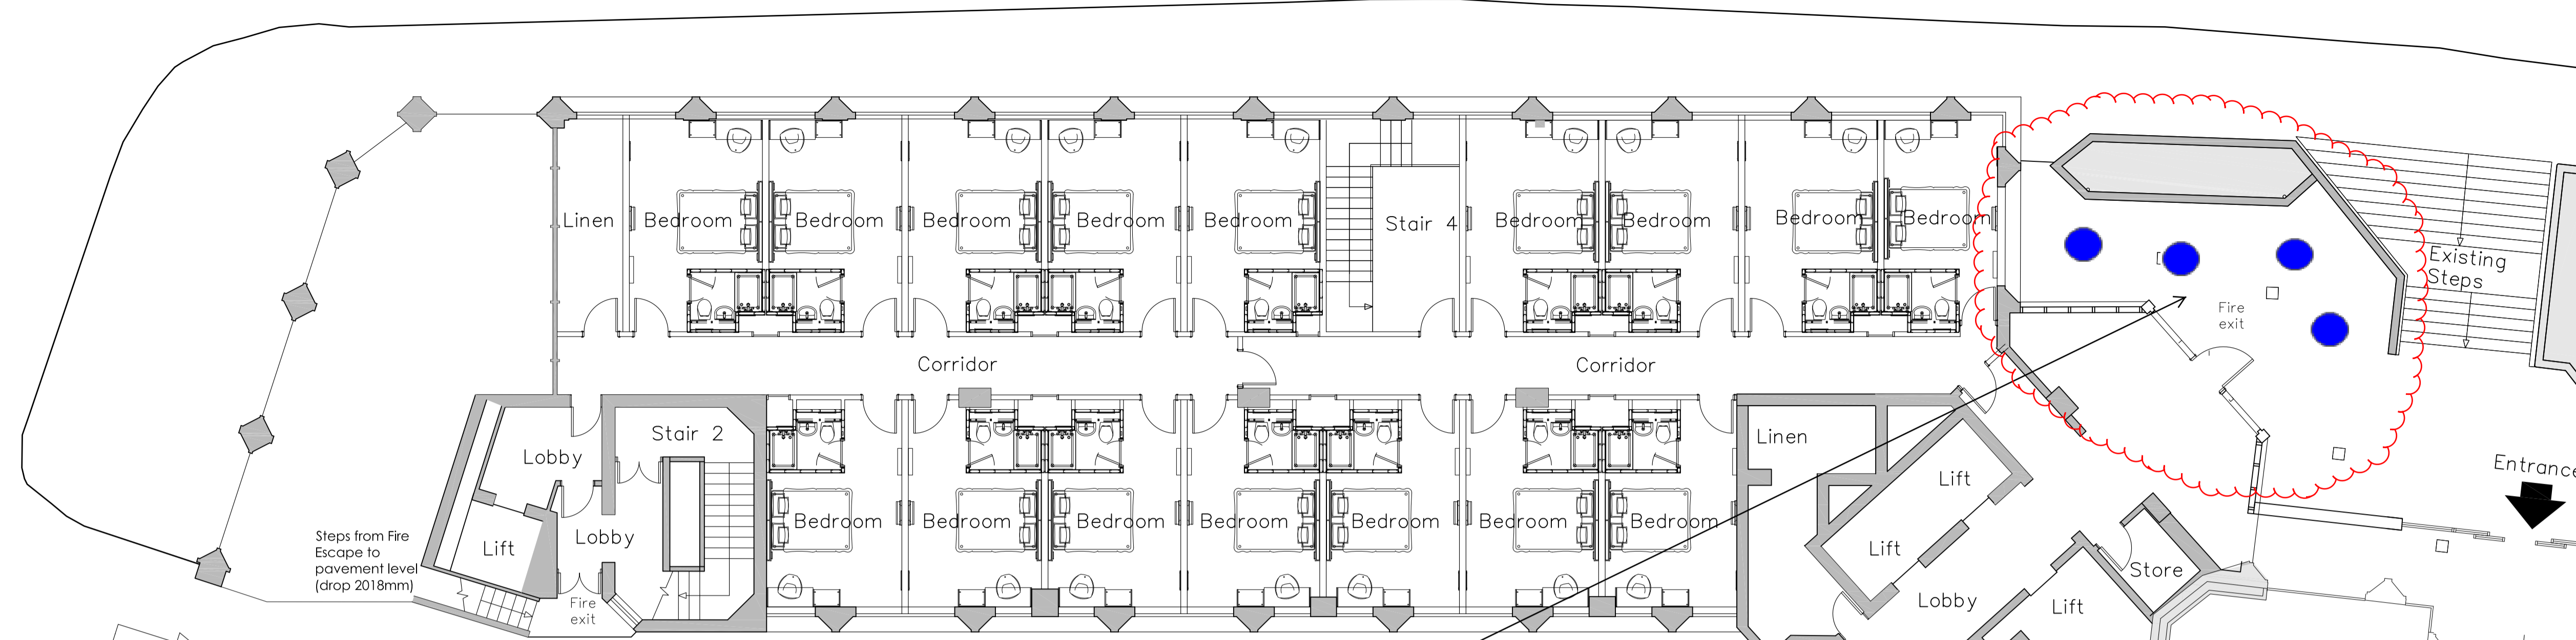 Linen
Bedroom
Bedroom
Bedroom
Bedroom
Bedroom
Stair 4
Bedroom
Bedroom
Bedroom
Bedroom
Existing
Steps
Fire
exit
Corridor
Corridor
Stair 2
Lobby
Linen
Lift
Entrance
Bedroom
Bedroom
Bedroom
Bedroom
Bedroom
Bedroom
Bedroom
Steps from Fire
Escape to
pavement level
(drop 2018mm)
Lift
Lobby
Lift
Store
Fire
exit
Lobby
Lift